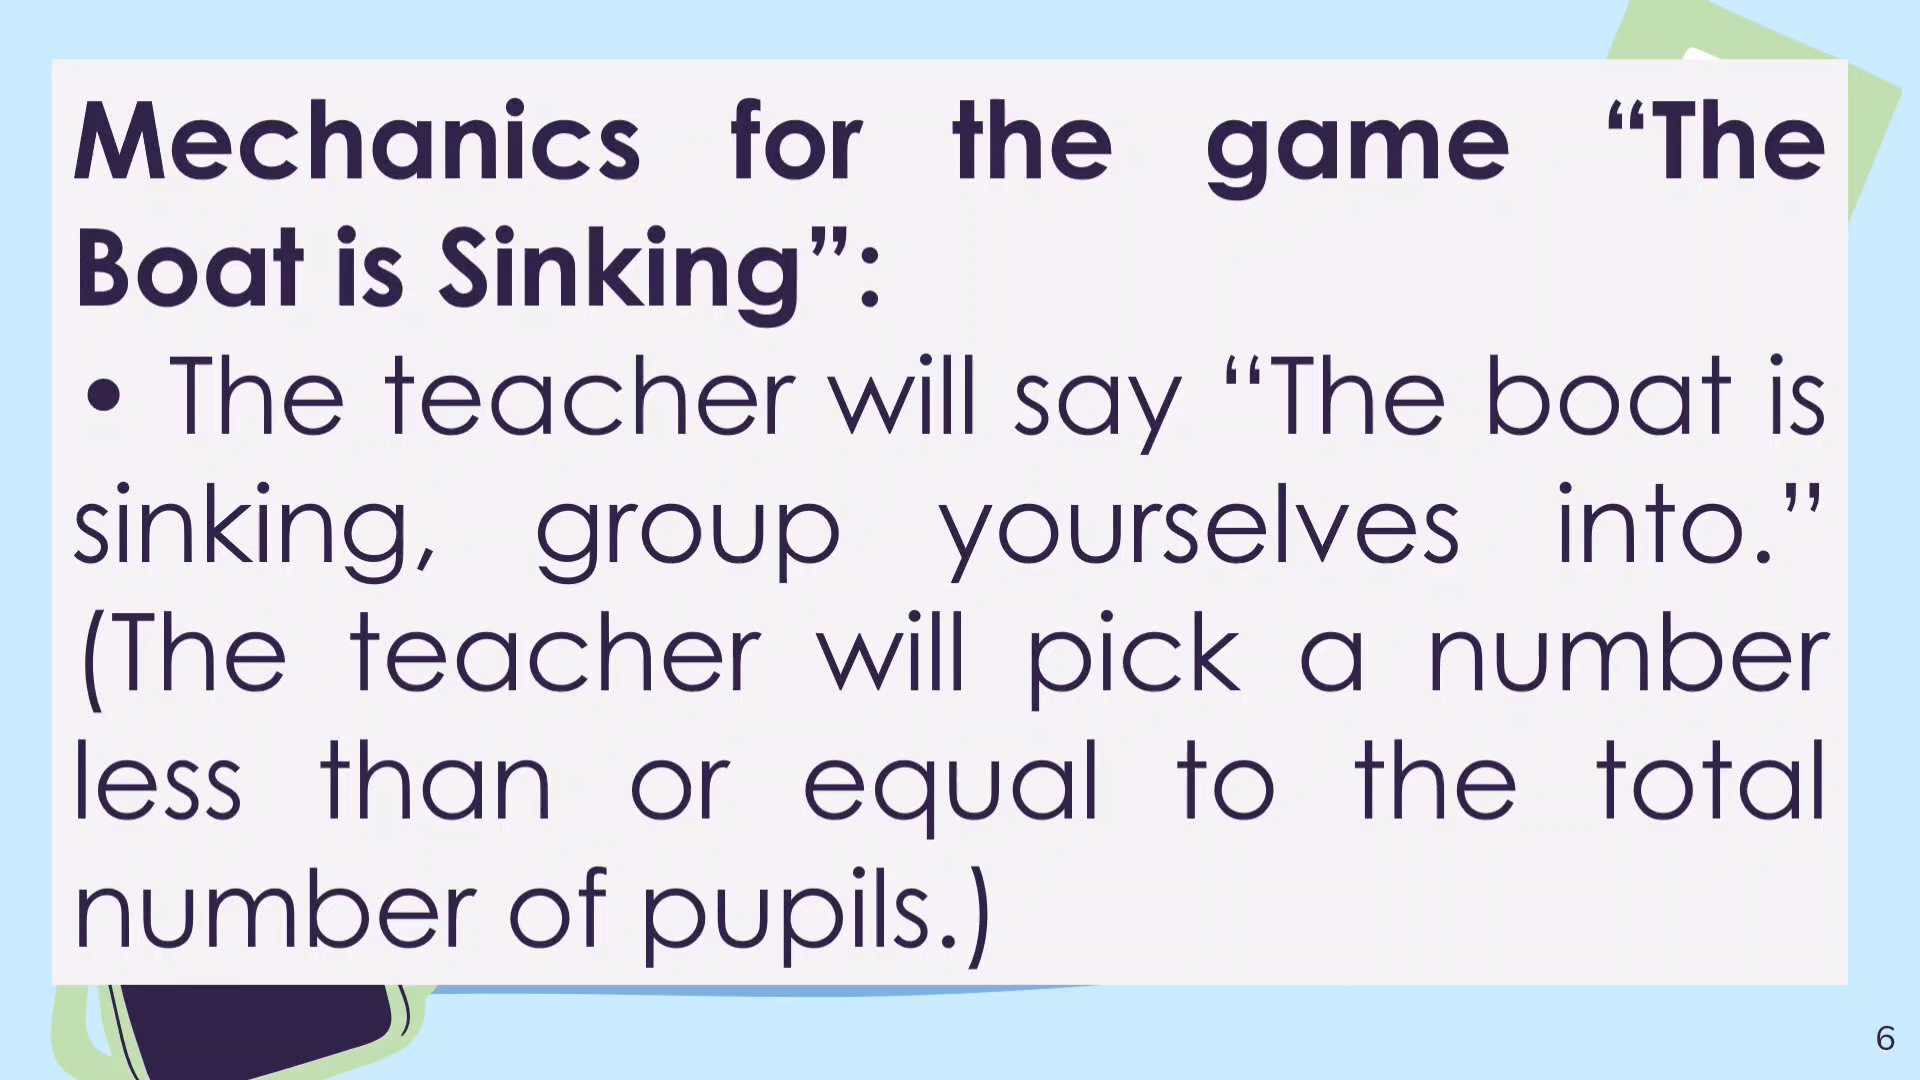 Mechanics for the game “The
Boat is Sinking”:
• The teacher will say “The boat is
sinking, group yourselves into.”
(The teacher will pick a number
less than or equal to the total
number of pupils.)
6